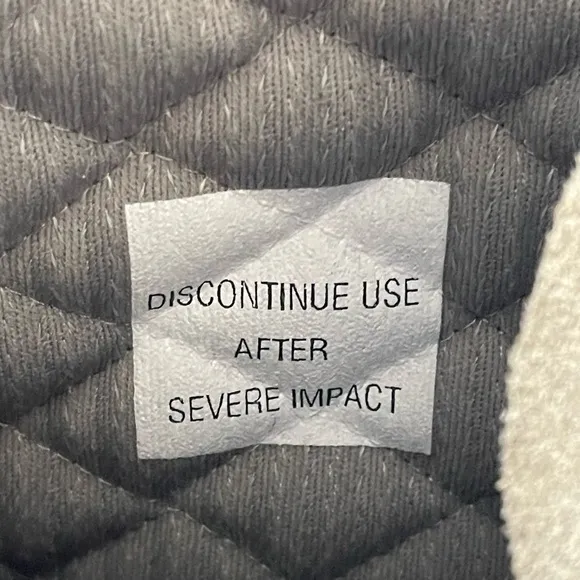 DISCONTINUE USE
AFTER
SEVERE IMPACT